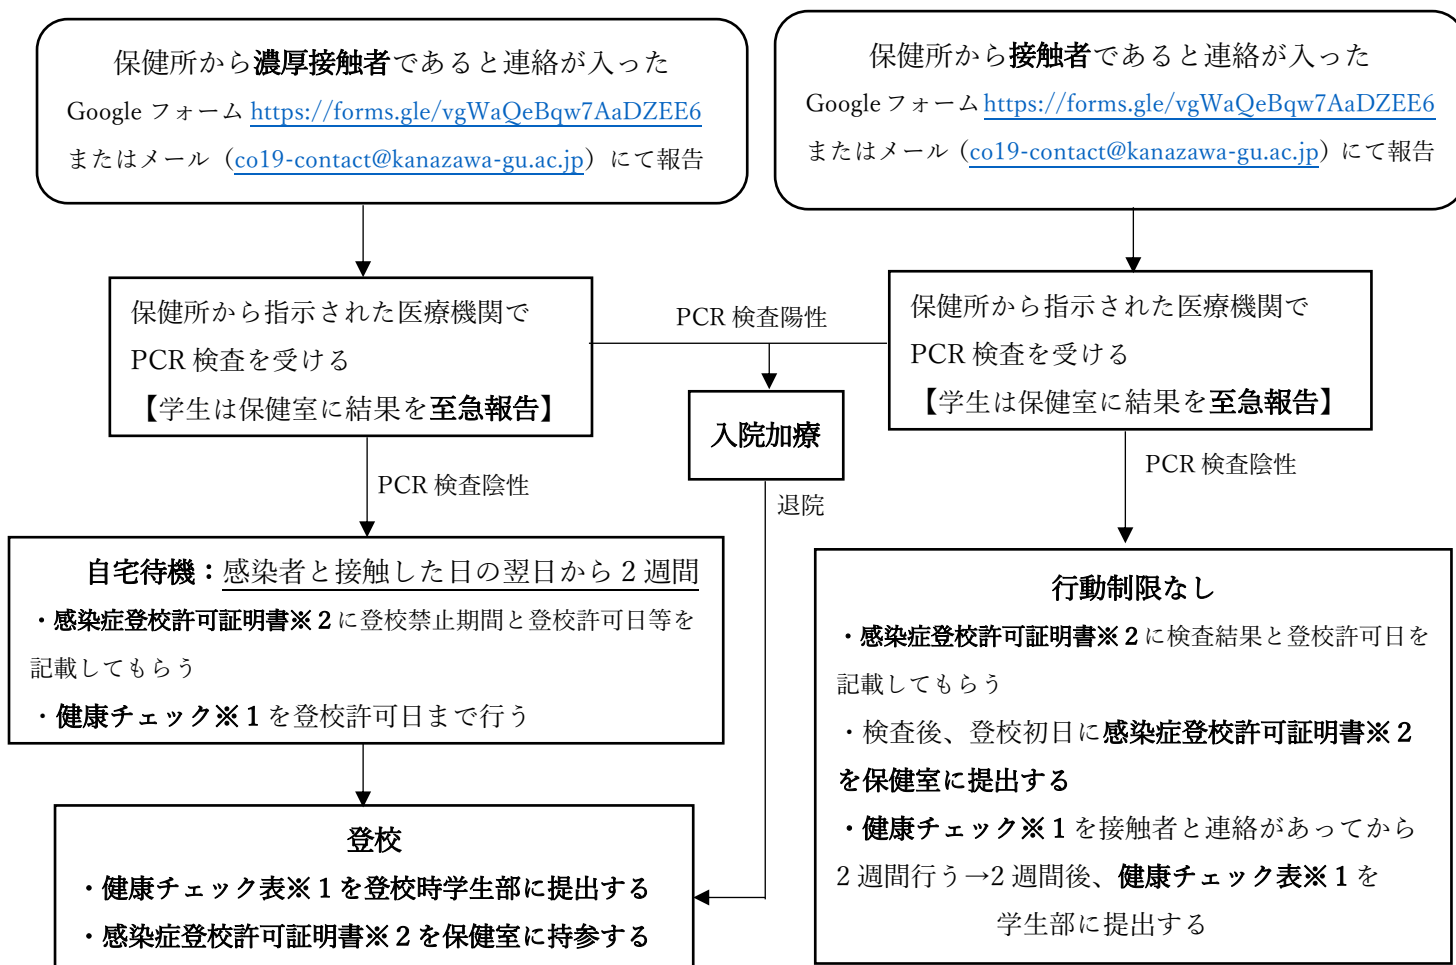 保健所から濃厚接触者であると連絡が入った
Google フォーム https://forms.gle/vgWaQeBqw7AaDZEE6
またはメール（co19-contact@kanazawa-gu.ac.jp）にて報告
保健所から接触者であると連絡が入った
Google フォーム https://forms.gle/vgWaQeBqw7AaDZEE6
またはメール（co19-contact@kanazawa-gu.ac.jp）にて報告
保健所から指示された医療機関で
PCR 検査を受ける
【学生は保健室に結果を至急報告】
PCR 検査陽性
保健所から指示された医療機関で
PCR 検査を受ける
【学生は保健室に結果を至急報告】
入院加療
PCR 検査陰性
退院
PCR 検査陰性
自宅待機：感染者と接触した日の翌日から 2 週間
・感染症登校許可証明書※２に登校禁止期間と登校許可日等を
記載してもらう
・健康チェック※１を登校許可日まで行う
行動制限なし
・感染症登校許可証明書※２に検査結果と登校許可日を
記載してもらう
・検査後、登校初日に感染症登校許可証明書※２
を保健室に提出する
・健康チェック※１を接触者と連絡があってから
2 週間行う→2 週間後、健康チェック表※１を
学生部に提出する
登校
・健康チェック表※１を登校時学生部に提出する
・感染症登校許可証明書※２を保健室に持参する